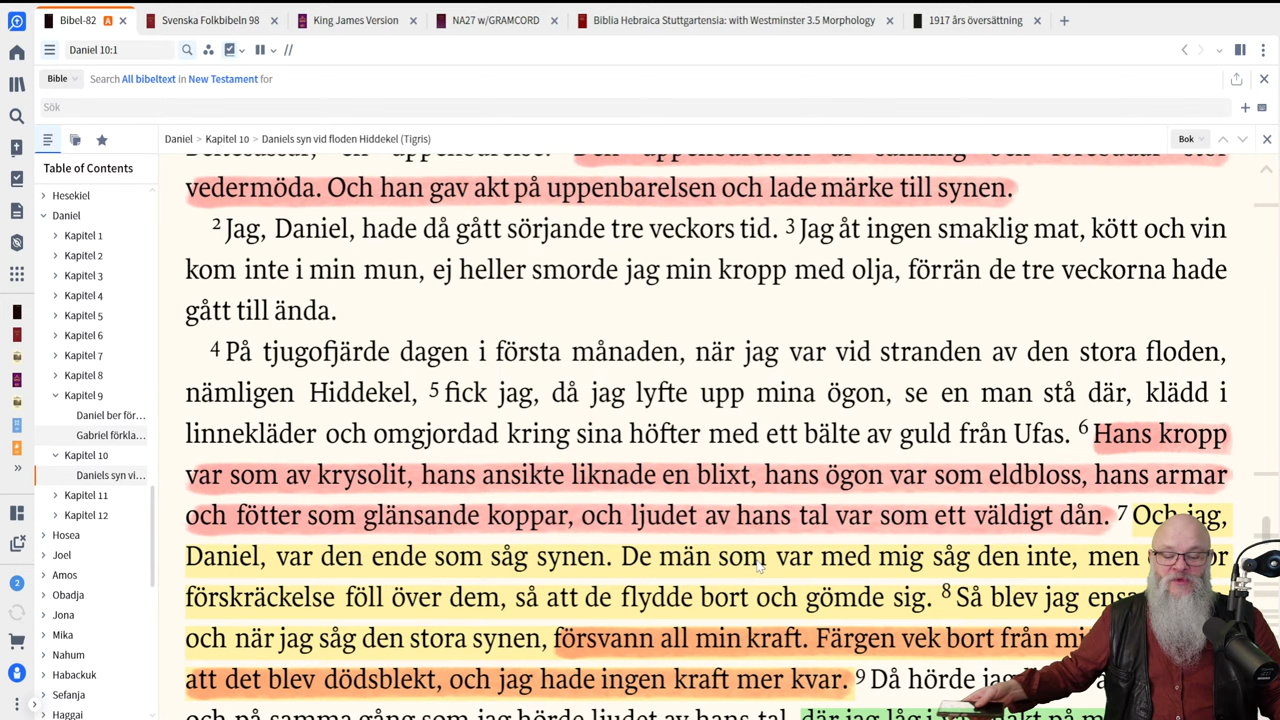 Bibel-82 A
Svenska Folkbibeln 98
King James Version
NA27 w/GRAMCORD
Biblia Hebraica Stuttgartensia: with Westminster 3.5 Morphology
1917 års översättning
Daniel 10:1
Bible
Search All bibeltext in New Testament for
Sök
Daniel > Kapitel 10 > Daniels syn vid floden Hiddekel (Tigris)
Bok
Table of Contents
Hesekiel
Daniel
Kapitel 1
Kapitel 2
Kapitel 3
Kapitel 4
Kapitel 5
Kapitel 6
Kapitel 7
Kapitel 8
Kapitel 9
Daniel ber för...
Gabriel förkla...
Kapitel 10
Daniels syn vi...
Kapitel 11
Kapitel 12
Hosea
Joel
Amos
Obadja
Jona
Mika
Nahum
Habackuk
Sefanja
Haggai
2
vedermöda. Och han gav akt på uppenbarelsen och lade märke till synen.
2 Jag, Daniel, hade då gått sörjande tre veckors tid. 3 Jag åt ingen smaklig mat, kött och vin
kom inte i min mun, ej heller smorde jag min kropp med olja, förrän de tre veckorna hade
gått till ända.
4 På tjugofjärde dagen i första månaden, när jag var vid stranden av den stora floden,
nämligen Hiddekel, 5 fick jag, då jag lyfte upp mina ögon, se en man stå där, klädd i
linnekläder och omgjordad kring sina höfter med ett bälte av guld från Ufas. 6 Hans kropp
var som av krysolit, hans ansikte liknade en blixt, hans ögon var som eldbloss, hans armar
och fötter som glänsande koppar, och ljudet av hans tal var som ett väldigt dån. 7 Och jag,
Daniel, var den ende som såg synen. De män som var med mig såg den inte, men
förskräckelse föll över dem, så att de flydde bort och gömde sig. 8 Så blev jag
och när jag såg den stora synen, försvann all min kraft. Färgen vek bort från
att det blev dödsblekt, och jag hade ingen kraft mer kvar. 9 Då hörde
och på samma gång som jag hörde ljudet av hans tal, där jag låg i